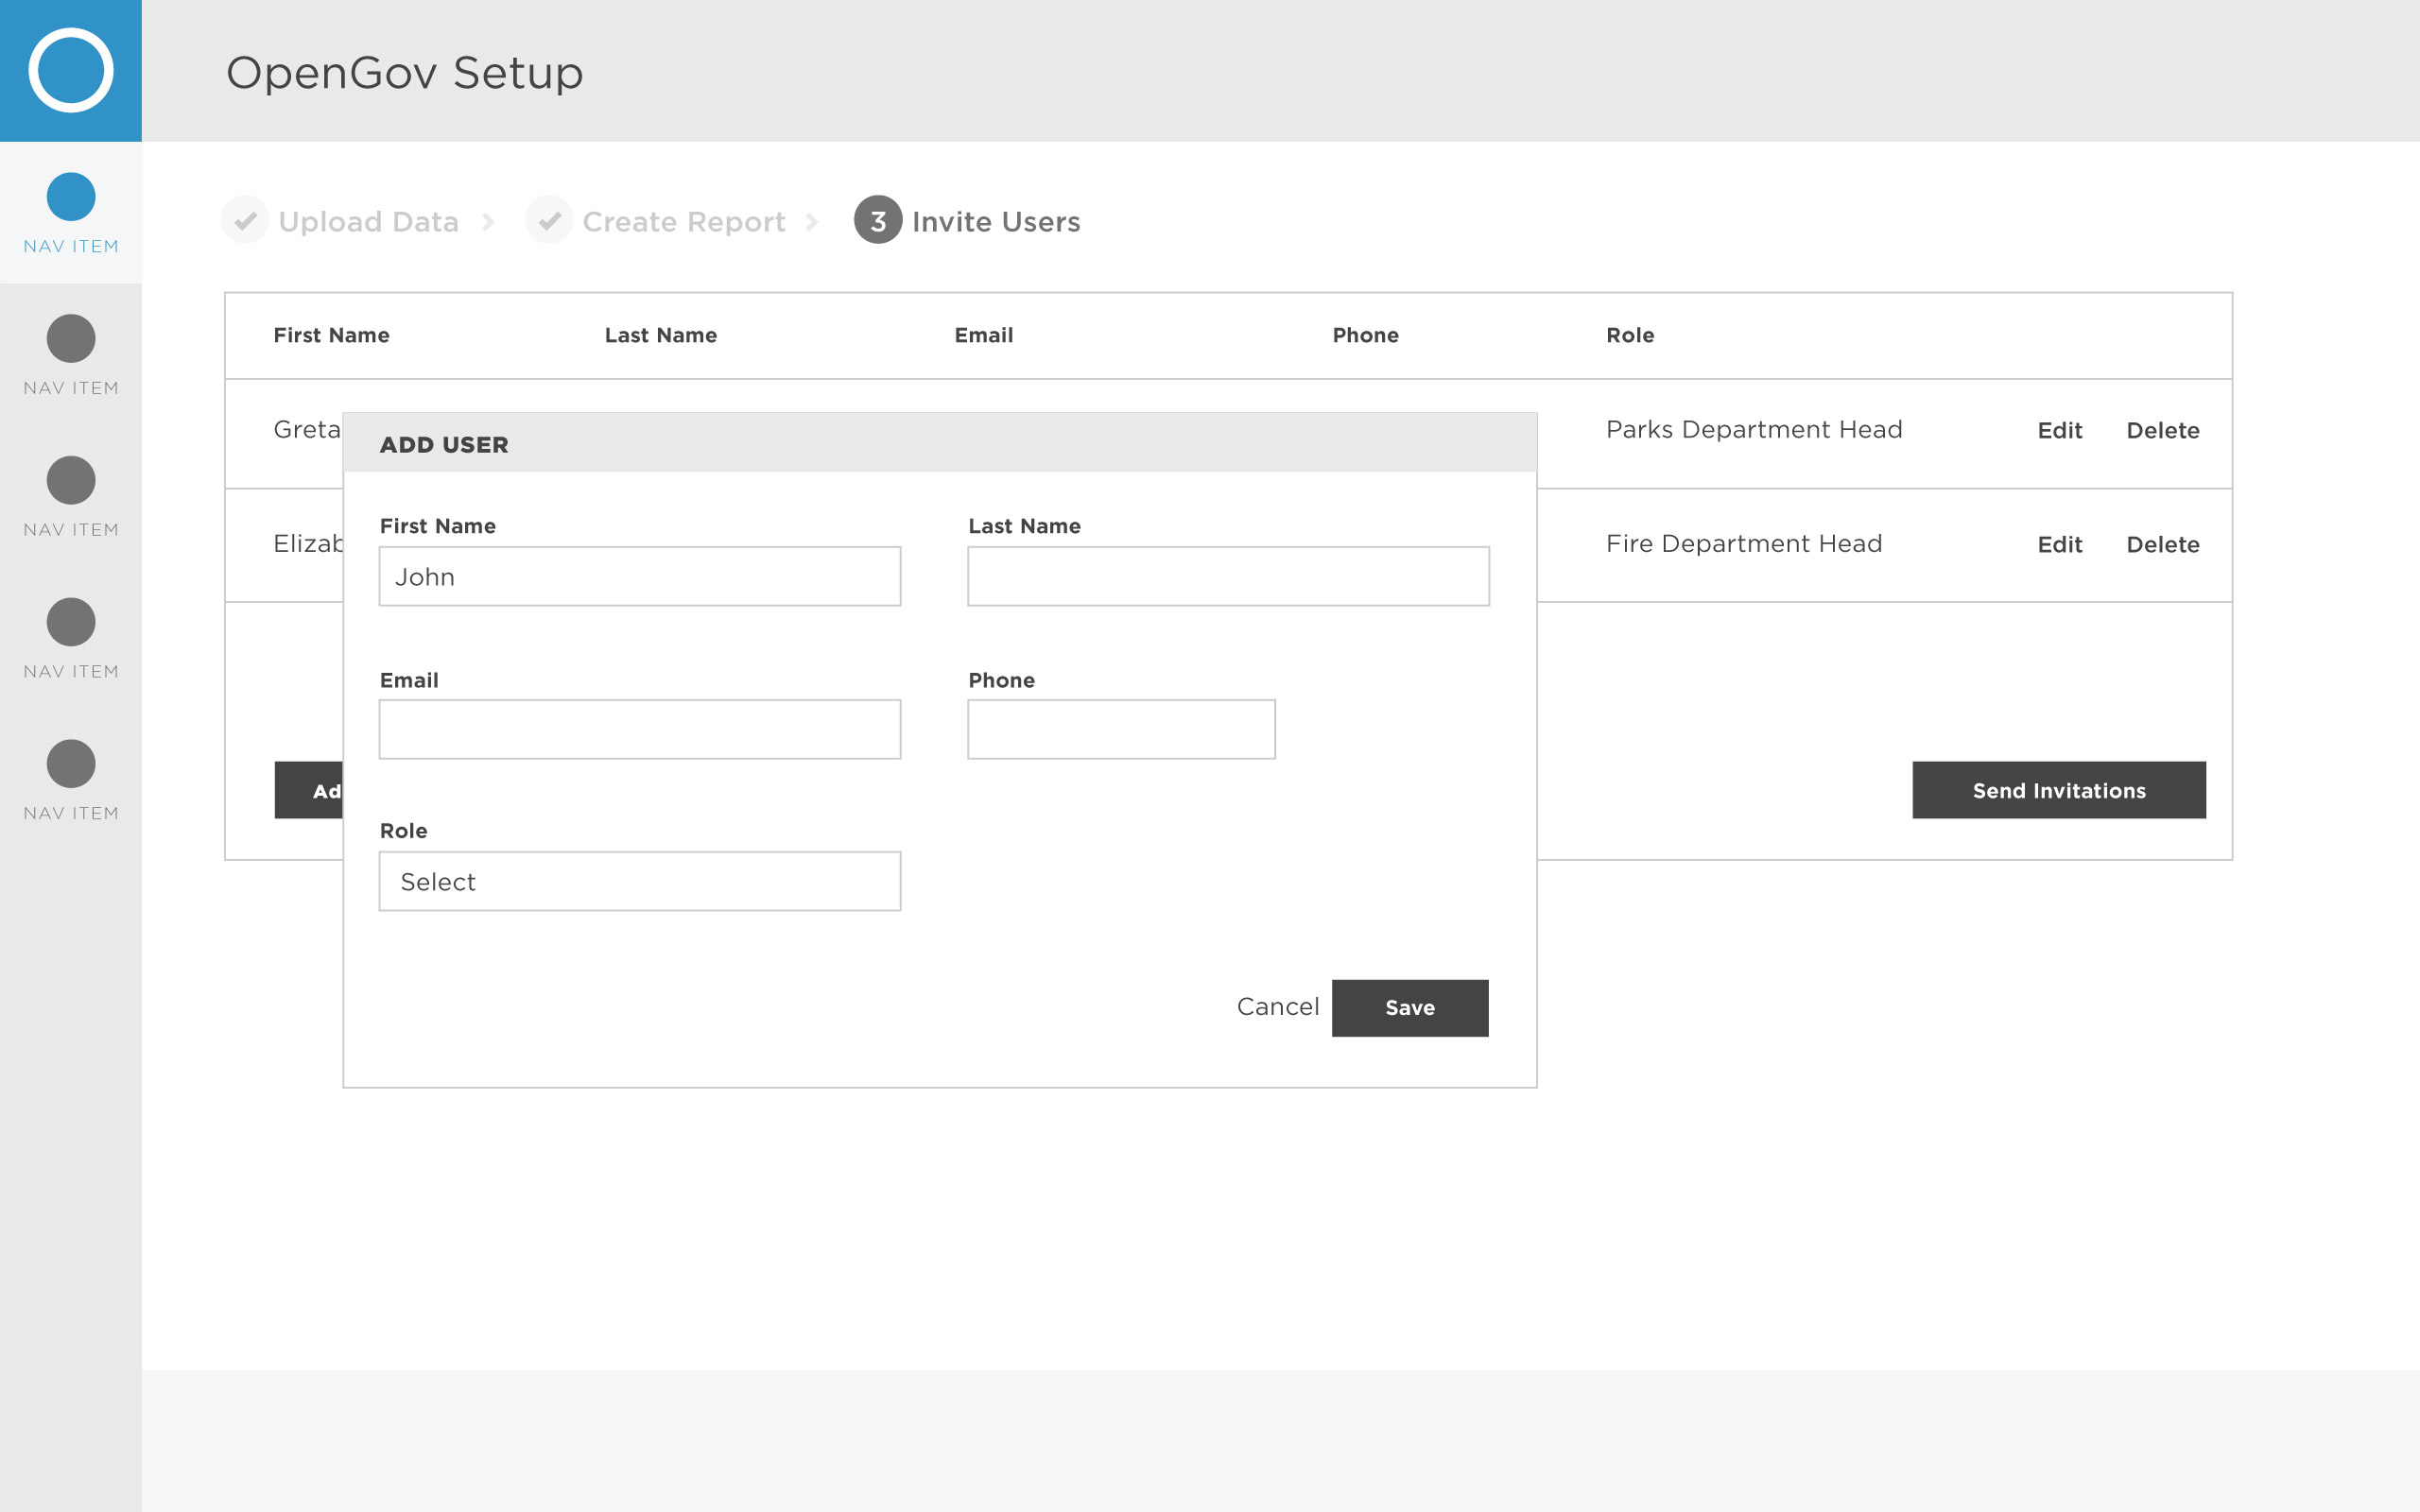 OpenGov Setup
NAV ITEM
NAV ITEM
NAV ITEM
NAV ITEM
NAV ITEM
Upload Data
Create Report
3 Invite Users
First Name Last Name Email Phone Role
Greta Parks Department Head Edit Delete
Fire Department Head Edit Delete
Send Invitations
ADD USER
First Name Last Name
John
Email Phone
Role
Select
Cancel Save